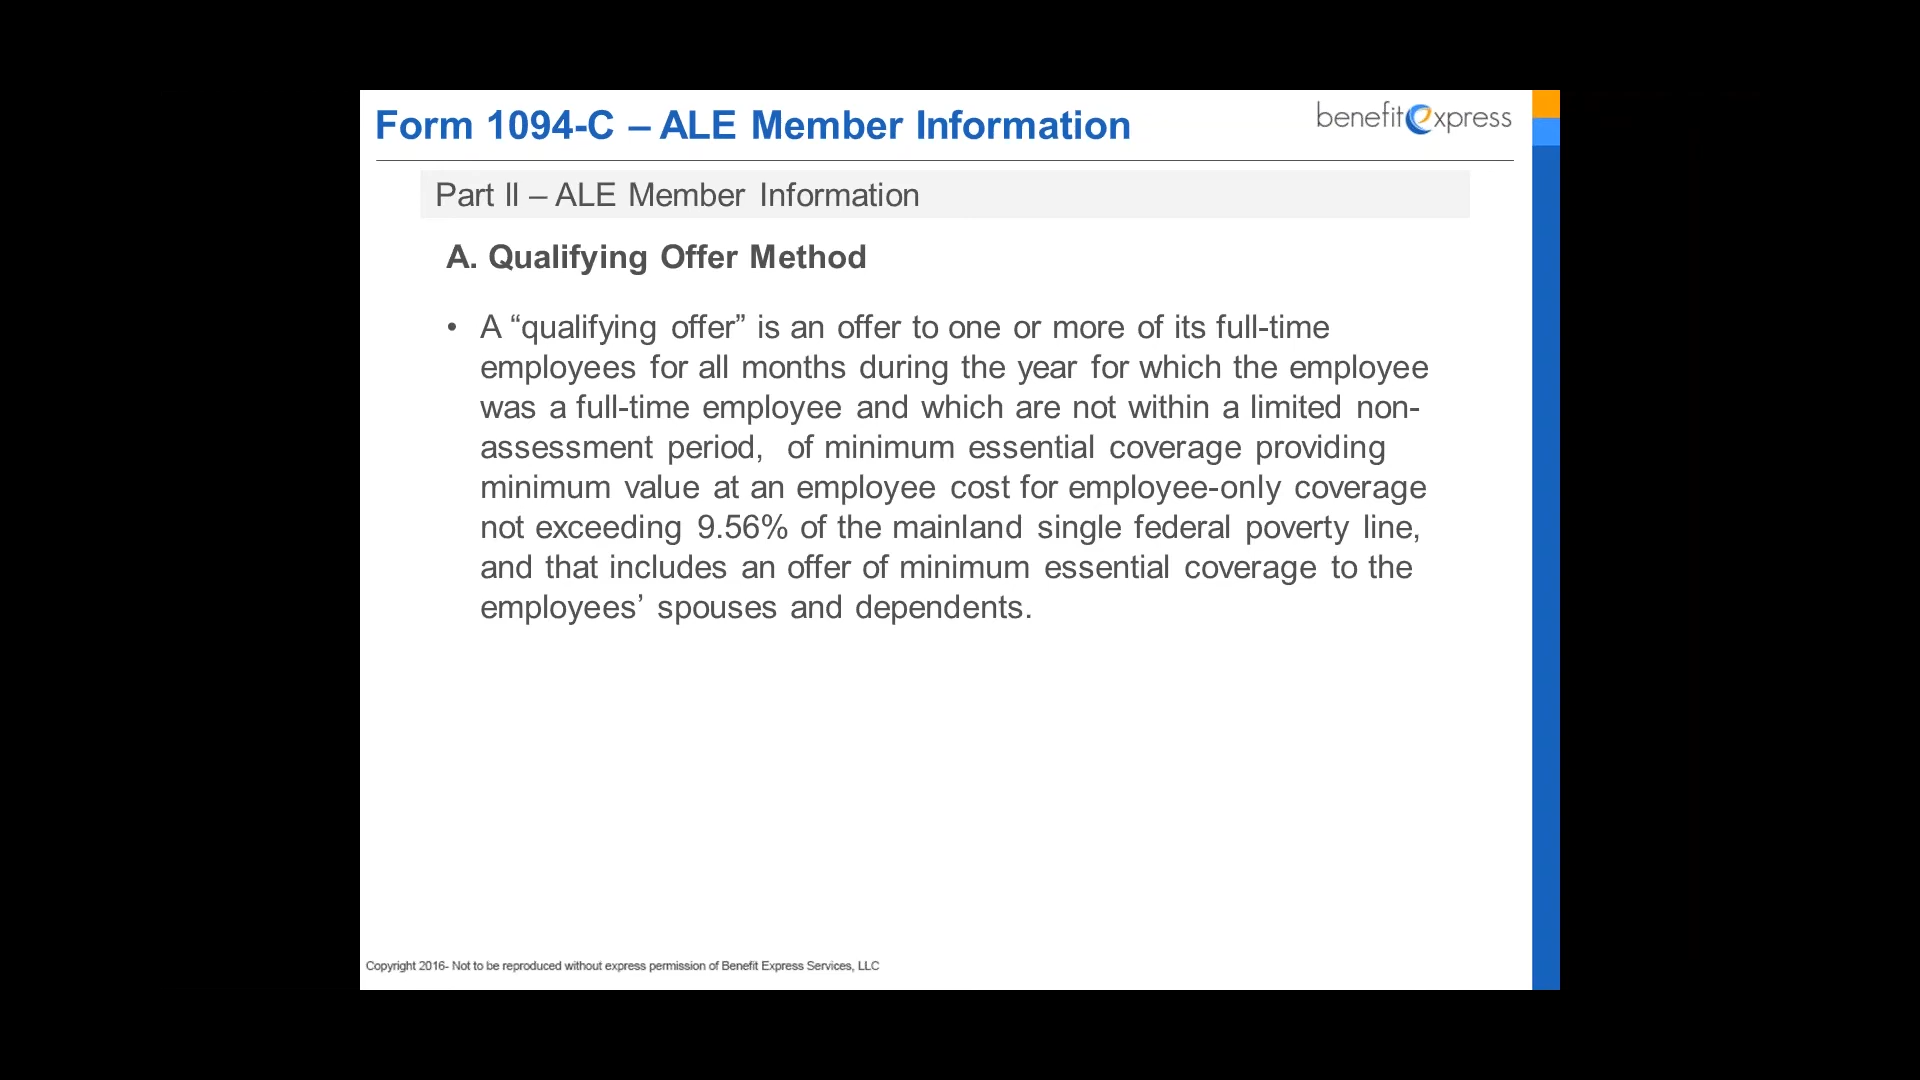 Form 1094-C – ALE Member Information
benefitexpress
Part II – ALE Member Information
A. Qualifying Offer Method
• A “qualifying offer” is an offer to one or more of its full-time
employees for all months during the year for which the employee
was a full-time employee and which are not within a limited non-
assessment period, of minimum essential coverage providing
minimum value at an employee cost for employee-only coverage
not exceeding 9.56% of the mainland single federal poverty line,
and that includes an offer of minimum essential coverage to the
employees’ spouses and dependents.
Copyright 2016- Not to be reproduced without express permission of Benefit Express Services, LLC